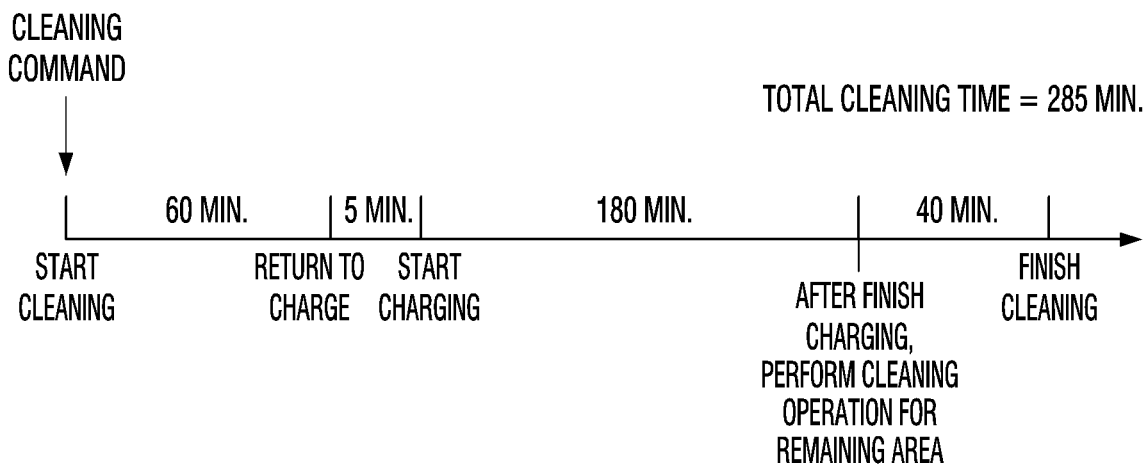 CLEANING
COMMAND
TOTAL CLEANING TIME = 285 MIN.
60 MIN.
5 MIN.
180 MIN.
40 MIN.
START
CLEANING
RETURN TO
CHARGE
START
CHARGING
AFTER FINISH
CHARGING,
PERFORM CLEANING
OPERATION FOR
REMAINING AREA
FINISH
CLEANING